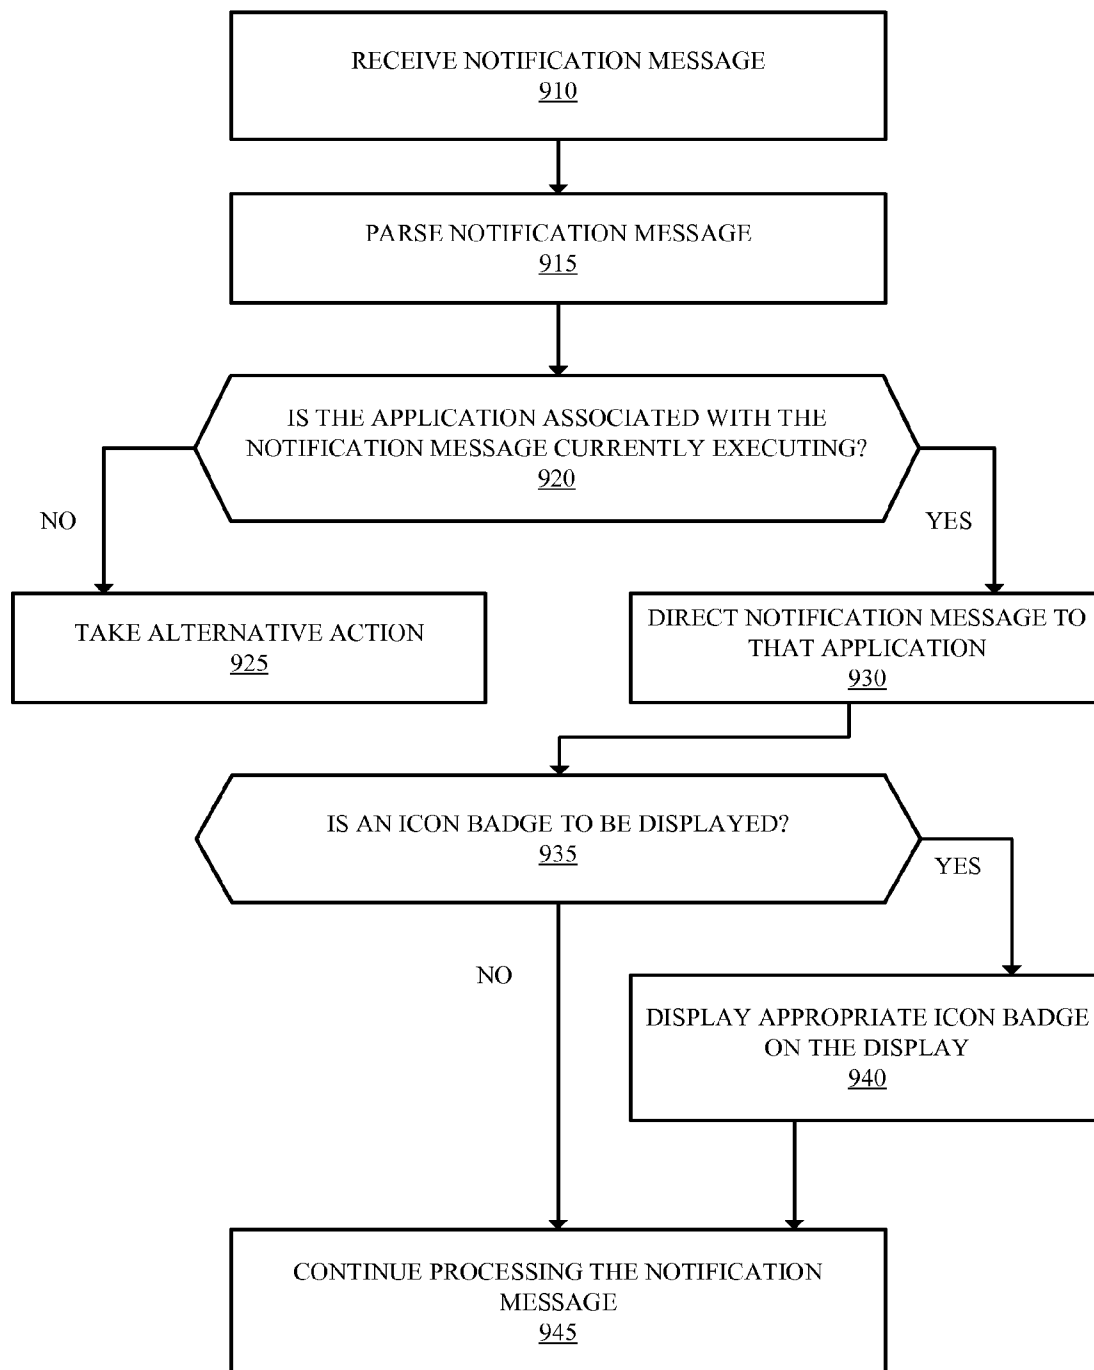 RECEIVE NOTIFICATION MESSAGE
910
PARSE NOTIFICATION MESSAGE
915
IS THE APPLICATION ASSOCIATED WITH THE
NOTIFICATION MESSAGE CURRENTLY EXECUTING?
920
NO
YES
TAKE ALTERNATIVE ACTION
925
DIRECT NOTIFICATION MESSAGE TO
THAT APPLICATION
930
IS AN ICON BADGE TO BE DISPLAYED?
935
YES
NO
DISPLAY APPROPRIATE ICON BADGE
ON THE DISPLAY
940
CONTINUE PROCESSING THE NOTIFICATION
MESSAGE
945